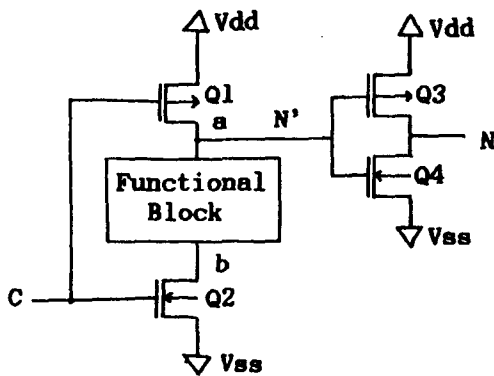 Vdd
Vdd
Q1
Q3
a
N'
N
Functional
Block
Q4
b
Vss
C
Q2
Vss